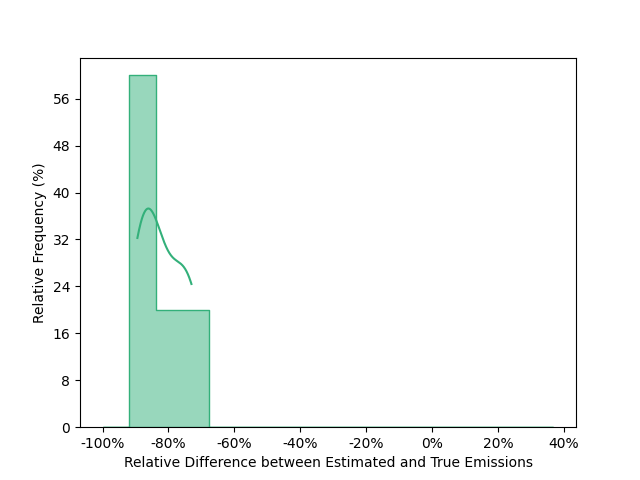 56
48
40
32
24
16
8
0
Relative Frequency (%)
-100% -80% -60% -40% -20% 0% 20% 40%
Relative Difference between Estimated and True Emissions